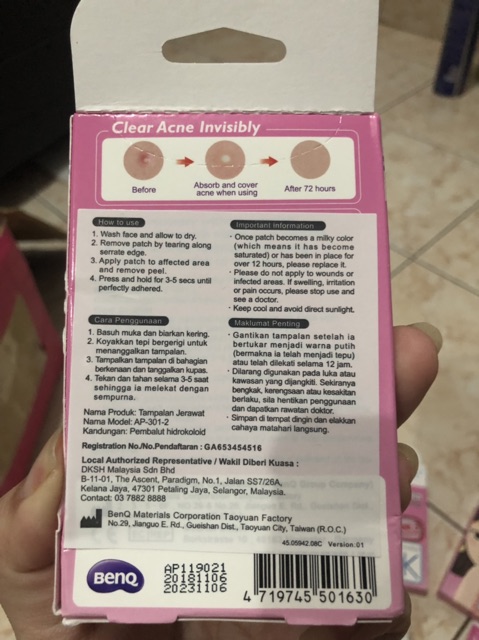 Clear Acne Invisibly
Before
Absorb and cover
acne when using
After 72 hours
How to use
1. Wash face and allow to dry.
2. Remove patch by tearing along
serrate edge.
3. Apply patch to affected area
and remove peel.
4. Press and hold for 3-5 secs until
perfectly adhered.
Important Information
· Once patch becomes a milky color
(which means it has become
saturated) or has been in place for
over 12 hours, please replace it.
· Please do not apply to wounds or
infected areas. If swelling, irritation
or pain occurs, please stop use and
see a doctor.
· Keep cool and avoid direct sunlight.
Cara Penggunaan
1. Basuh muka dan biarkan kering.
2. Koyakkan tepi bergerigi untuk
menanggalkan tampalan.
3. Tampalkan tampalan di bahagian
berkenaan dan tanggalkan kupas.
4. Tekan dan tahan selama 3-5 saat
sehingga ia melekat dengan
sempurna.
Maklumat Penting
· Gantikan tampalan setelah ia
bertukar menjadi warna putih
(bermakna ia telah menjadi tepu)
atau telah dilekati selama 12 jam.
· Dilarang digunakan pada luka atau
kawasan yang dijangkiti. Sekiranya
bengkak, kerengsaan atau kesakitan
berlaku, sila hentikan penggunaan
dan dapatkan rawatan doktor.
· Simpan di tempat dingin dan elakkan
cahaya matahari langsung.
Nama Produk: Tampalan Jerawat
Nama Model: AP-301-2
Kandungan: Pembalut hidrokoloid
Registration No./No.Pendaftaran : GA653454516
Local Authorized Representative / Wakil Diberi Kuasa :
DKSH Malaysia Sdn Bhd
B-11-01, The Ascent, Paradigm, No.1, Jalan SS7/26A,
Kelana Jaya, 47301 Petaling Jaya, Selangor, Malaysia.
Contact: 03 7882 8888
BenQ Materials Corporation Taoyuan Factory
No.29, Jianguo E. Rd., Gueishan Dist., Taoyuan City, Taiwan (R.O.C.)
45.05942.08C Version.01
BenQ
AP119021
20181106
20231106
4 719745 501630